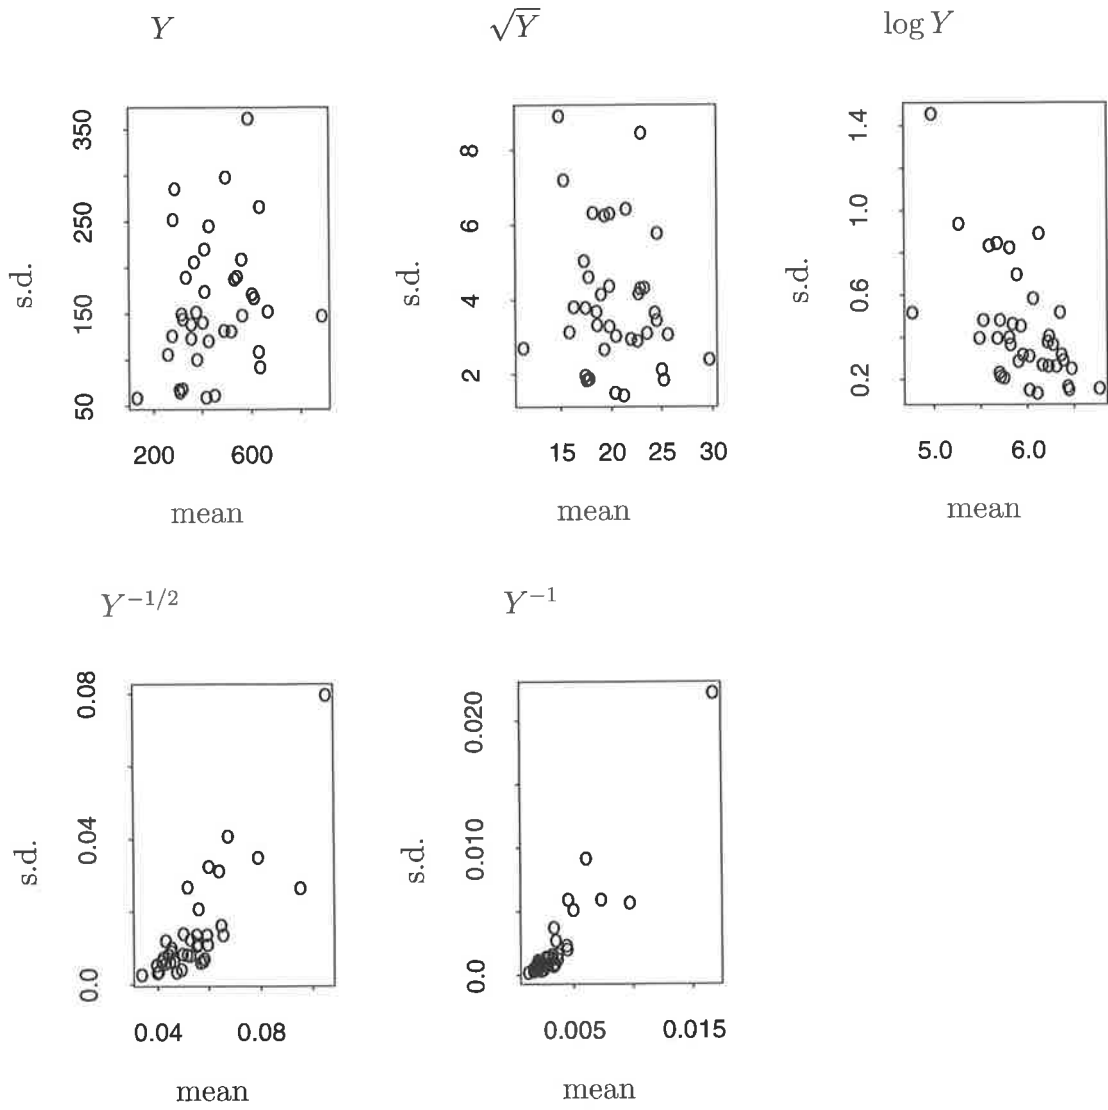 Y
√Y
log Y
350
250
150
50
s.d.
200 600
mean
8
6
4
2
s.d.
15 20 25 30
mean
1.4
1.0
0.6
0.2
s.d.
5.0 6.0
mean
Y^{-1/2}
Y^{-1}
0.08
0.04
0.0
s.d.
0.04 0.08
mean
0.020
0.010
0.0
s.d.
0.005 0.015
mean